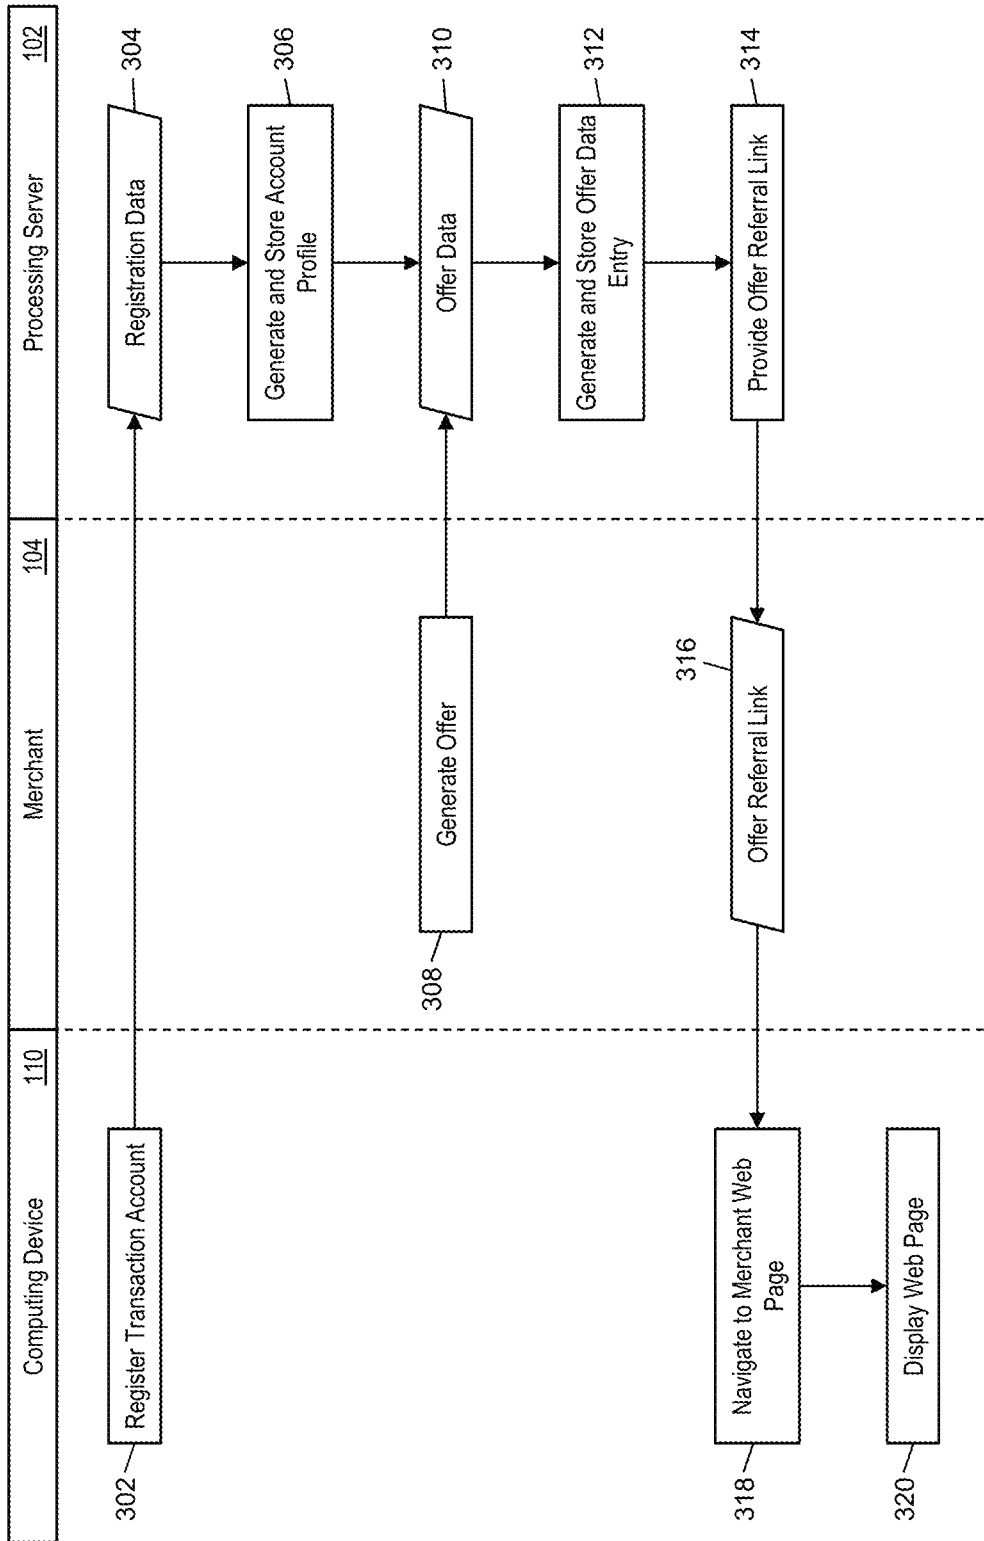 Computing Device 110
Merchant 104
Processing Server 102
302
Register Transaction Account
Registration Data
304
Generate and Store Account
Profile
306
308
Generate Offer
Offer Data
310
Generate and Store Offer Data
Entry
312
Provide Offer Referral Link
314
316
Offer Referral Link
318
Navigate to Merchant Web
Page
320
Display Web Page